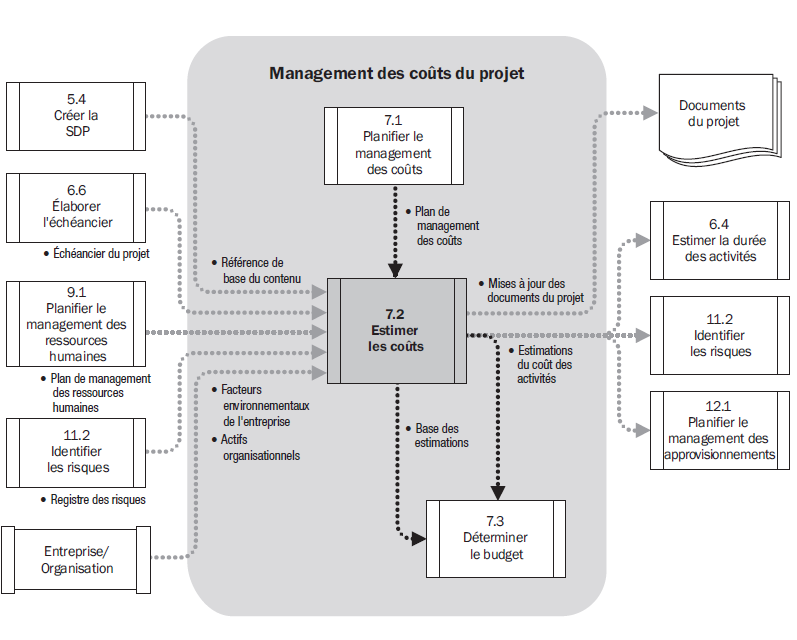 Management des coûts du projet
5.4
Créer la
SDP
6.6
Élaborer
l'échéancier
• Échéancier du projet
9.1
Planifier le
management des
ressources
humaines
• Plan de management
des ressources
humaines
11.2
Identifier
les risques
• Registre des risques
Entreprise/
Organisation
7.1
Planifier le
management
des coûts
• Plan de
management
des coûts
• Référence de
base du contenu
7.2
Estimer
les coûts
• Facteurs
environnementaux
de l'entreprise
• Actifs
organisationnels
• Mises à jour des
documents du projet
• Estimations
du coût des
activités
• Base des
estimations
7.3
Déterminer
le budget
Documents
du projet
6.4
Estimer la durée
des activités
11.2
Identifier
les risques
12.1
Planifier le
management des
approvisionnements